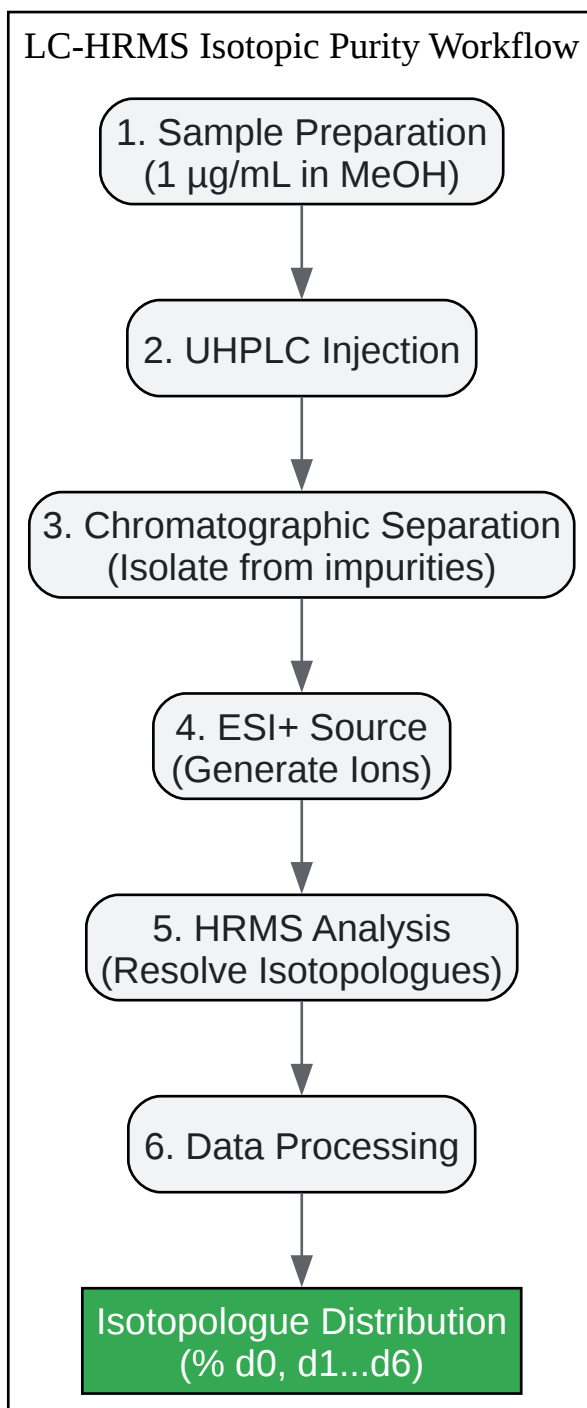 LC-HRMS Isotopic Purity Workflow
1. Sample Preparation
(1 µg/mL in MeOH)
2. UHPLC Injection
3. Chromatographic Separation
(Isolate from impurities)
4. ESI+ Source
(Generate Ions)
5. HRMS Analysis
(Resolve Isotopologues)
6. Data Processing
Isotopologue Distribution
(% d0, d1...d6)